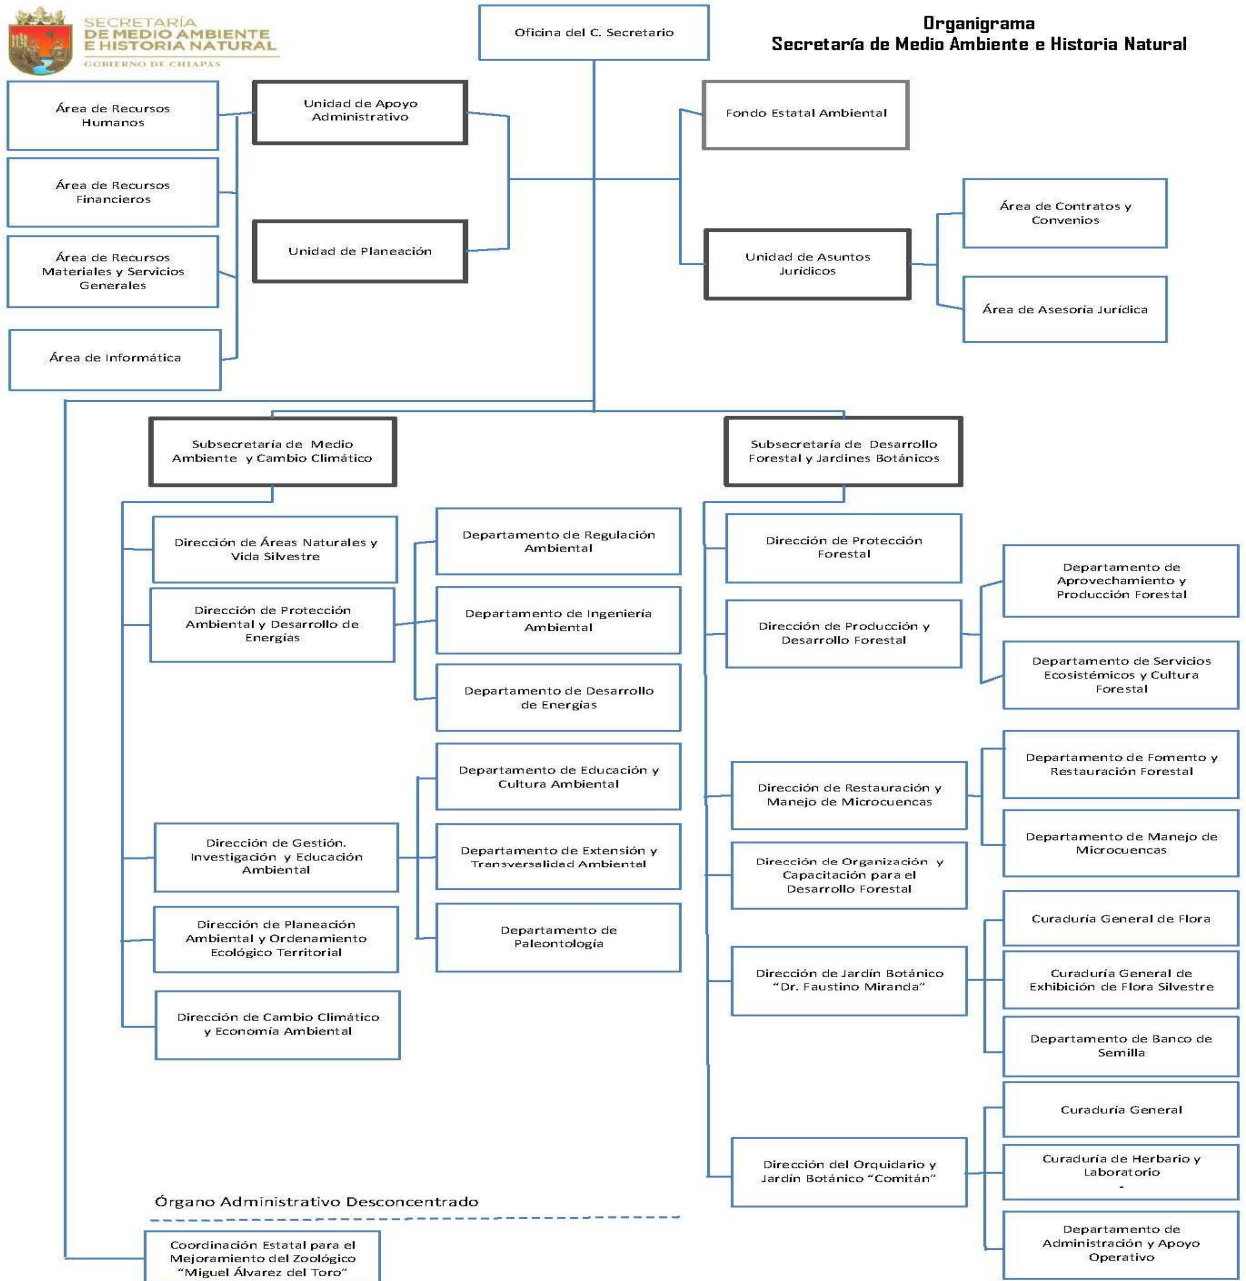 SECRETARÍA
DE MEDIO AMBIENTE
E HISTORIA NATURAL
GOBIERNO DE CHIAPAS
Oficina del C. Secretario
Organigrama
Secretaría de Medio Ambiente e Historia Natural
Área de Recursos
Humanos
Unidad de Apoyo
Administrativo
Fondo Estatal Ambiental
Área de Recursos
Financieros
Área de Contratos y
Convenios
Unidad de Planeación
Área de Recursos
Materiales y Servicios
Generales
Unidad de Asuntos
Jurídicos
Área de Asesoría Jurídica
Área de Informática
Subsecretaría de Medio
Ambiente y Cambio Climático
Subsecretaría de Desarrollo
Forestal y Jardines Botánicos
Dirección de Áreas Naturales y
Vida Silvestre
Dirección de Protección
Ambiental y Desarrollo de
Energías
Departamento de Regulación
Ambiental
Departamento de Ingeniería
Ambiental
Departamento de Desarrollo
de Energías
Departamento de Educación y
Cultura Ambiental
Dirección de Gestión.
Investigación y Educación
Ambiental
Departamento de Extensión y
Transversalidad Ambiental
Departamento de
Paleontología
Dirección de Planeación
Ambiental y Ordenamiento
Ecológico Territorial
Dirección de Cambio Climático
y Economía Ambiental
Dirección de Protección
Forestal
Dirección de Producción y
Desarrollo Forestal
Departamento de
Aprovechamiento y
Producción Forestal
Departamento de Servicios
Ecosistémicos y Cultura
Forestal
Dirección de Restauración y
Manejo de Microcuencas
Departamento de Fomento y
Restauración Forestal
Departamento de Manejo de
Microcuencas
Dirección de Organización y
Capacitación para el
Desarrollo Forestal
Dirección de Jardín Botánico
"Dr. Faustino Miranda"
Curaduría General de Flora
Curaduría General de
Exhibición de Flora Silvestre
Departamento de Banco de
Semilla
Dirección del Orquidario y
Jardín Botánico "Comitán"
Curaduría General
Curaduría de Herbario y
Laboratorio
-
Departamento de
Administración y Apoyo
Operativo
Órgano Administrativo Desconcentrado
Coordinación Estatal para el
Mejoramiento del Zoológico
"Miguel Álvarez del Toro"